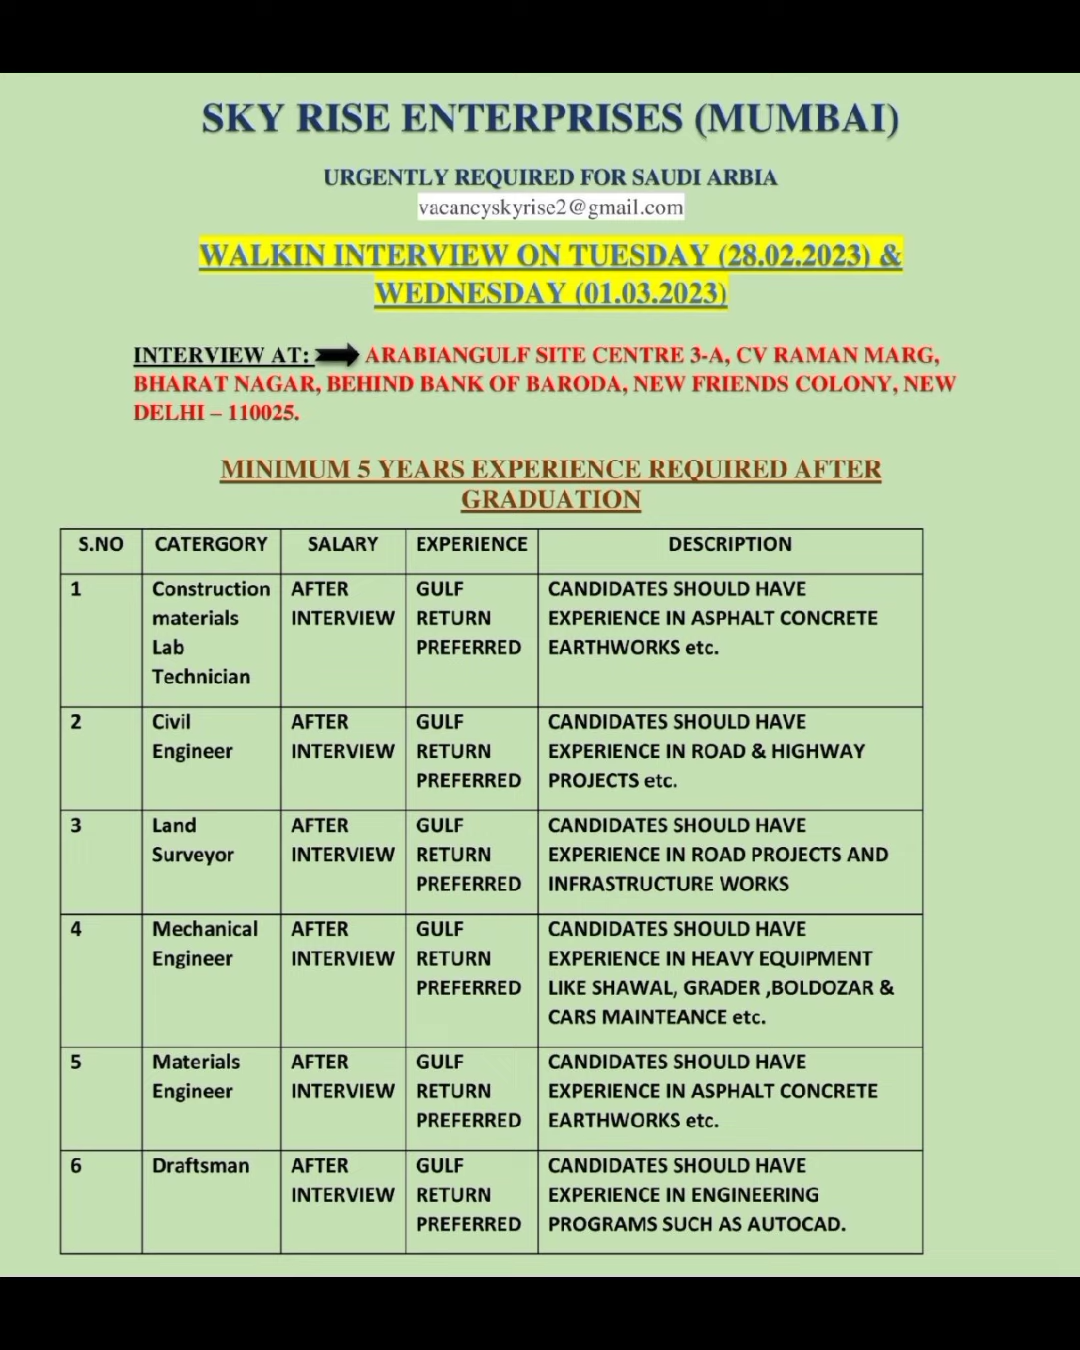 SKY RISE ENTERPRISES (MUMBAI)
URGENTLY REQUIRED FOR SAUDI ARBIA
vacancyskyrise2@gmail.com
WALKIN INTERVIEW ON TUESDAY (28.02.2023) &
WEDNESDAY (01.03.2023)
INTERVIEW AT: ARABIANGULF SITE CENTRE 3-A, CV RAMAN MARG,
BHARAT NAGAR, BEHIND BANK OF BARODA, NEW FRIENDS COLONY, NEW
DELHI – 110025.
MINIMUM 5 YEARS EXPERIENCE REQUIRED AFTER
GRADUATION
S.NO CATERGORY SALARY EXPERIENCE DESCRIPTION
1 Construction AFTER GULF CANDIDATES SHOULD HAVE
materials INTERVIEW RETURN EXPERIENCE IN ASPHALT CONCRETE
Lab PREFERRED EARTHWORKS etc.
Technician
2 Civil AFTER GULF CANDIDATES SHOULD HAVE
Engineer INTERVIEW RETURN EXPERIENCE IN ROAD & HIGHWAY
PREFERRED PROJECTS etc.
3 Land AFTER GULF CANDIDATES SHOULD HAVE
Surveyor INTERVIEW RETURN EXPERIENCE IN ROAD PROJECTS AND
PREFERRED INFRASTRUCTURE WORKS
4 Mechanical AFTER GULF CANDIDATES SHOULD HAVE
Engineer INTERVIEW RETURN EXPERIENCE IN HEAVY EQUIPMENT
PREFERRED LIKE SHAWAL, GRADER ,BOLDOZAR &
CARS MAINTEANCE etc.
5 Materials AFTER GULF CANDIDATES SHOULD HAVE
Engineer INTERVIEW RETURN EXPERIENCE IN ASPHALT CONCRETE
PREFERRED EARTHWORKS etc.
6 Draftsman AFTER GULF CANDIDATES SHOULD HAVE
INTERVIEW RETURN EXPERIENCE IN ENGINEERING
PREFERRED PROGRAMS SUCH AS AUTOCAD.